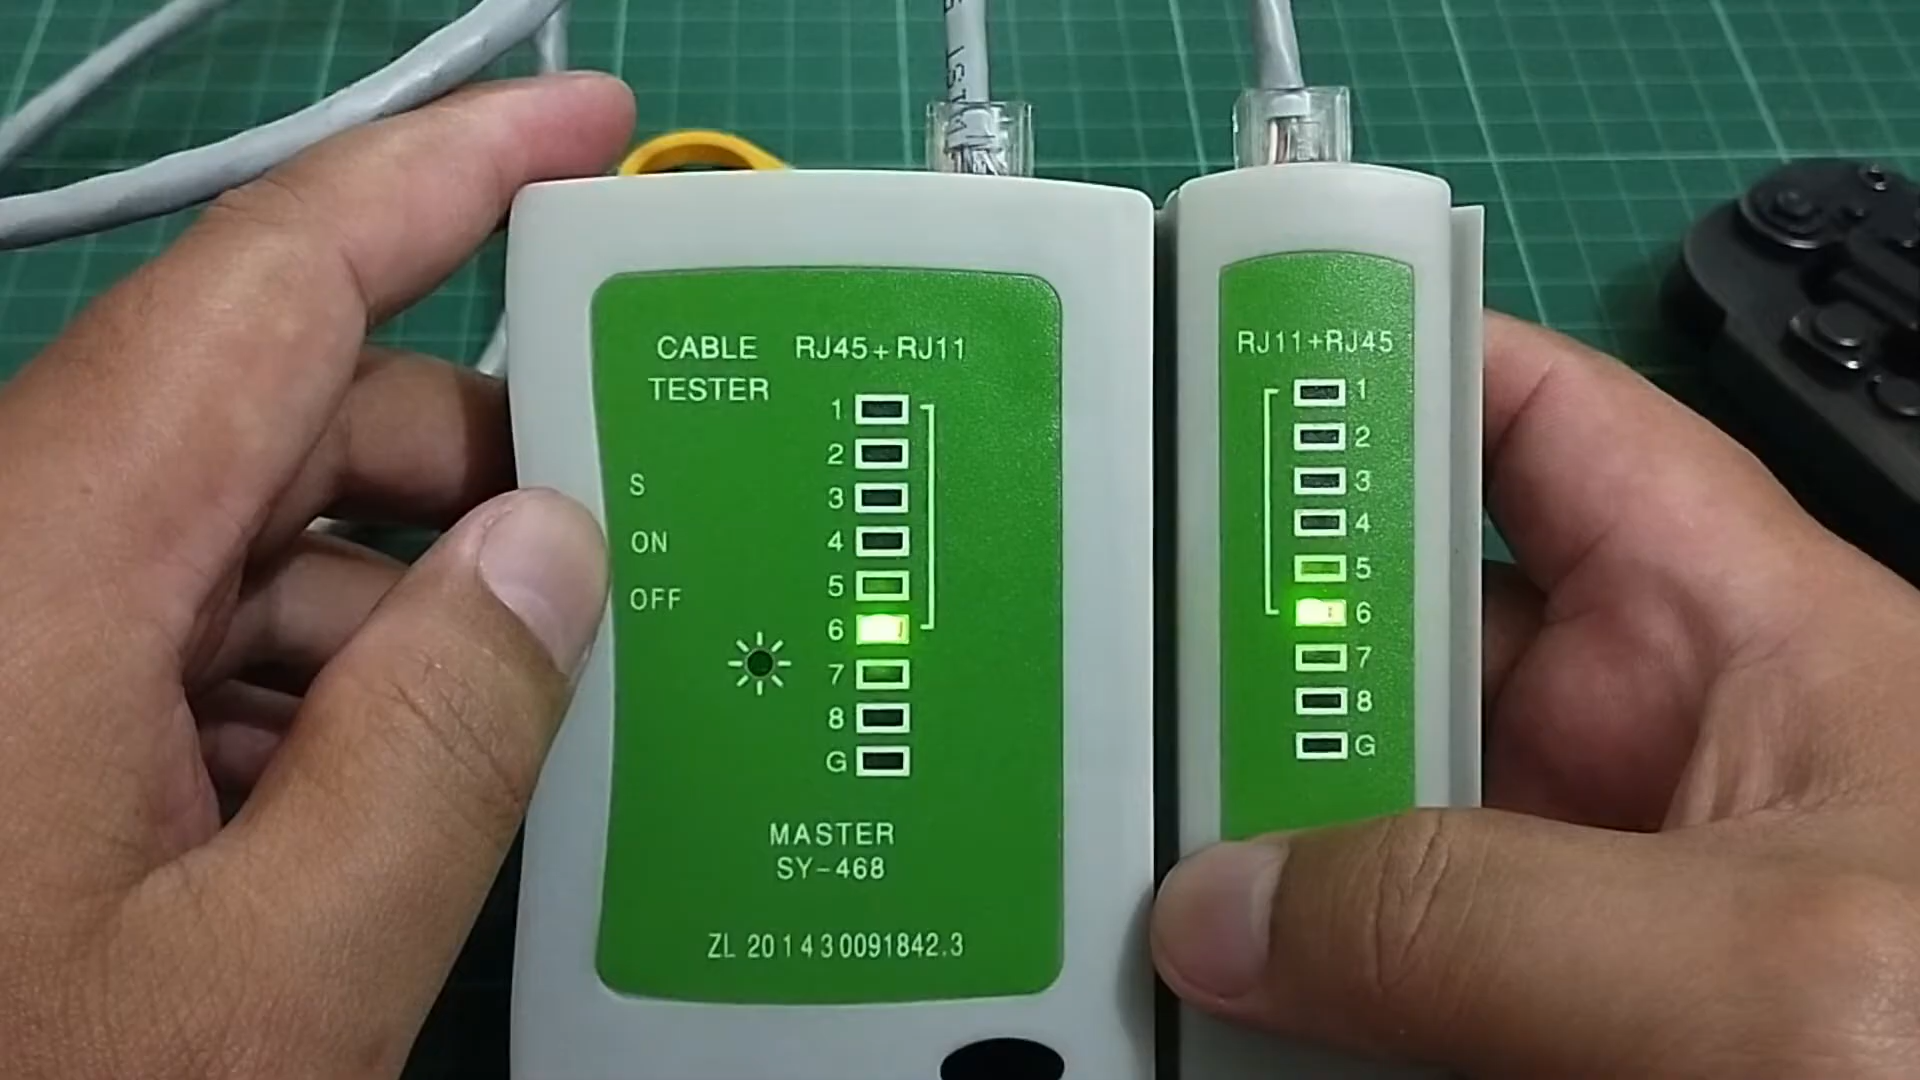 CABLE TESTER
RJ45+RJ11
1
2
3
4
5
6
7
8
G
S
ON
OFF
MASTER
SY-468
ZL 201430091842.3
RJ11+RJ45
1
2
3
4
5
6
7
8
G